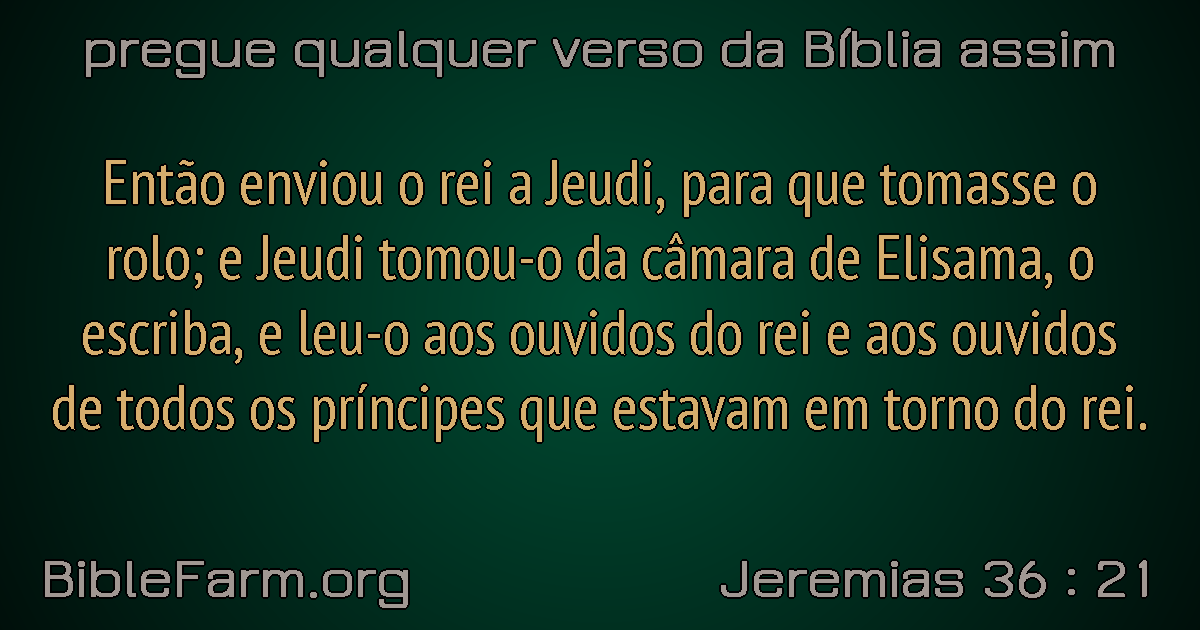 pregue qualquer verso da Bíblia assim
Então enviou o rei a Jeudi, para que tomasse o
rolo; e Jeudi tomou-o da câmara de Elisama, o
escriba, e leu-o aos ouvidos do rei e aos ouvidos
de todos os príncipes que estavam em torno do rei.
BibleFarm.org
Jeremias 36 : 21